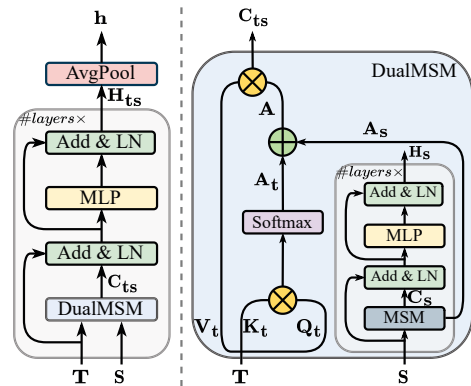 h
AvgPool
H_ts
#layers×
Add & LN
MLP
Add & LN
C_ts
DualMSM
T
S
C_ts
DualMSM
A
A_s
A_t
Softmax
V_t
K_t
Q_t
T
H_s
#layers×
Add & LN
MLP
Add & LN
C_s
MSM
S